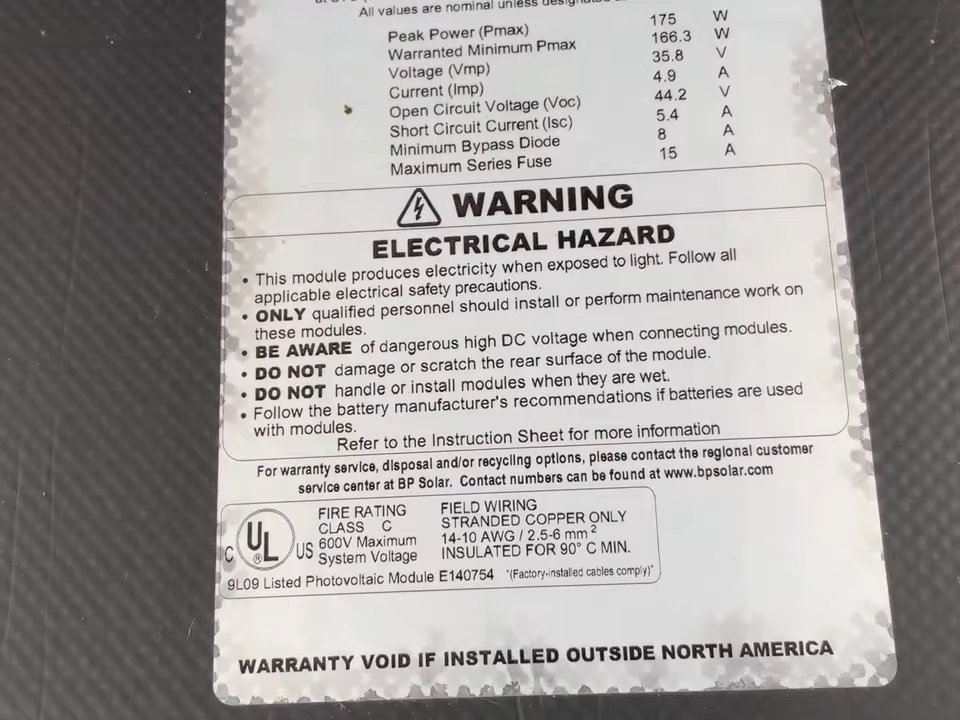 All values are nominal unless designated
Peak Power (Pmax) 175 W
Warranted Minimum Pmax 166.3 W
Voltage (Vmp) 35.8 V
Current (Imp) 4.9 A
Open Circuit Voltage (Voc) 44.2 V
Short Circuit Current (Isc) 5.4 A
Minimum Bypass Diode 8 A
Maximum Series Fuse 15 A
WARNING
ELECTRICAL HAZARD
• This module produces electricity when exposed to light. Follow all
applicable electrical safety precautions.
• ONLY qualified personnel should install or perform maintenance work on
these modules.
• BE AWARE of dangerous high DC voltage when connecting modules.
• DO NOT damage or scratch the rear surface of the module.
• DO NOT handle or install modules when they are wet.
• Follow the battery manufacturer's recommendations if batteries are used
with modules.
Refer to the Instruction Sheet for more information
For warranty service, disposal and/or recycling options, please contact the regional customer
service center at BP Solar. Contact numbers can be found at www.bpsolar.com
C UL ® US
FIRE RATING
CLASS C
600V Maximum
System Voltage
FIELD WIRING
STRANDED COPPER ONLY
14-10 AWG / 2.5-6 mm²
INSULATED FOR 90° C MIN.
9L09 Listed Photovoltaic Module E140754 "(Factory-installed cables comply)"
WARRANTY VOID IF INSTALLED OUTSIDE NORTH AMERICA